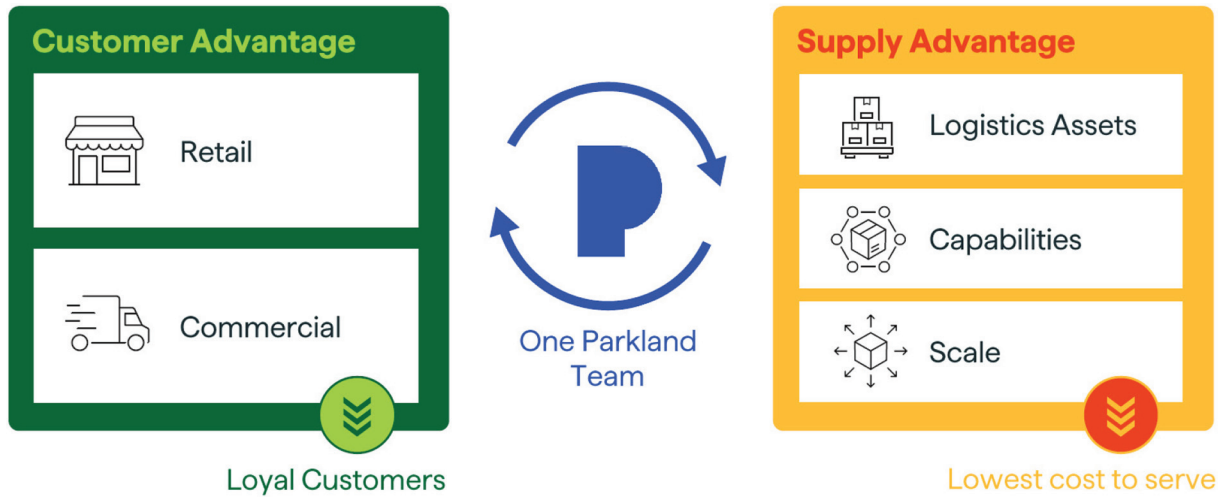 Customer Advantage
Retail
Commercial
Loyal Customers
P
One Parkland
Team
Supply Advantage
Logistics Assets
Capabilities
Scale
Lowest cost to serve